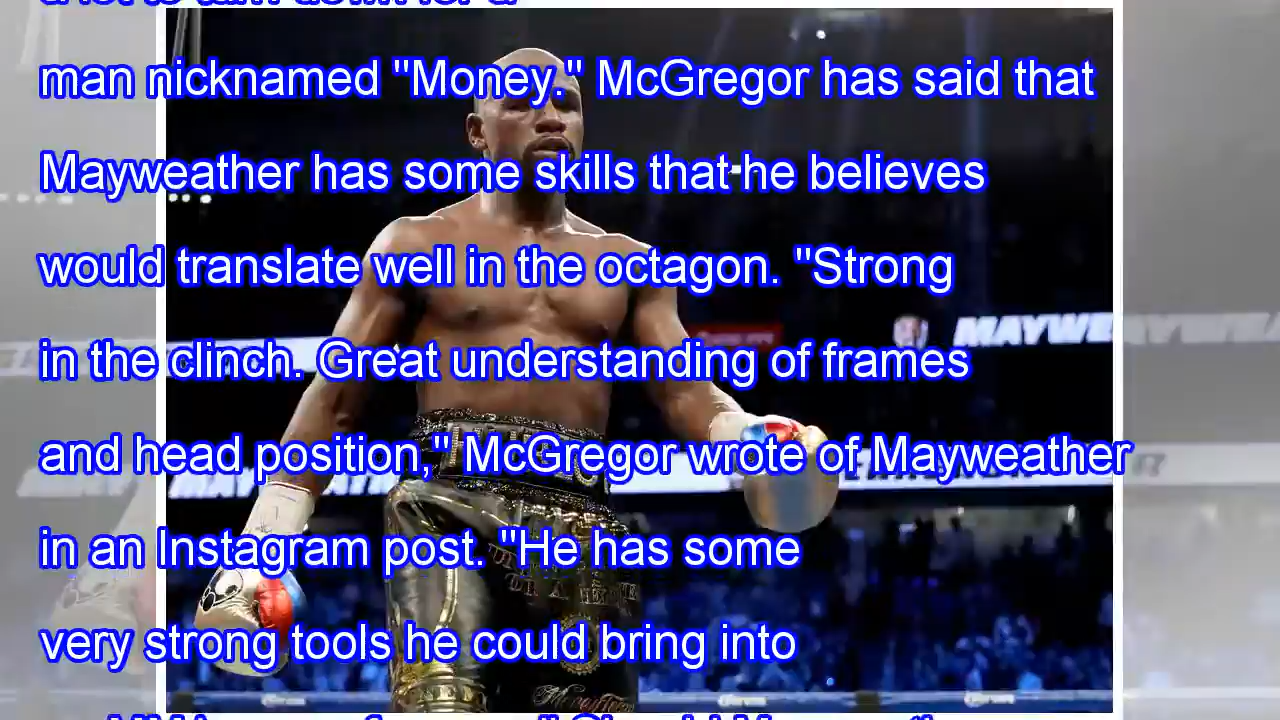 man nicknamed "Money." McGregor has said that
Mayweather has some skills that he believes
would translate well in the octagon. "Strong
in the clinch. Great understanding of frames
and head position," McGregor wrote of Mayweather
in an Instagram post. "He has some
very strong tools he could bring into